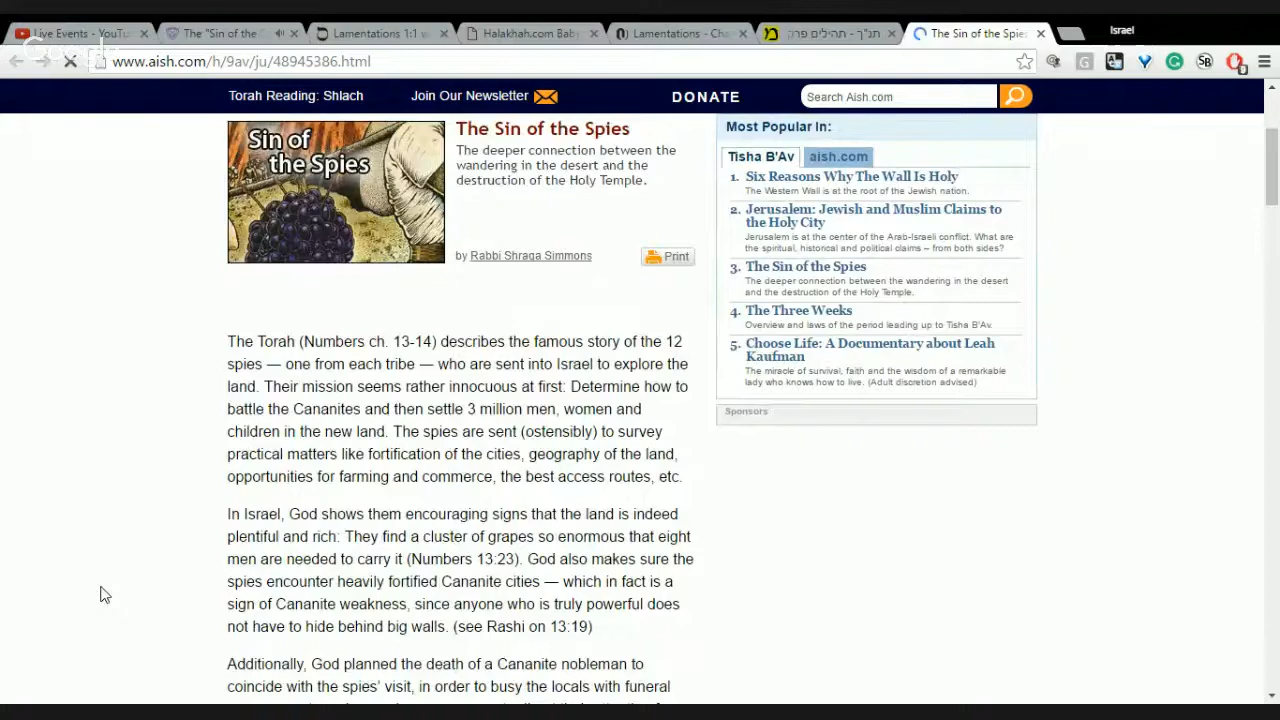 Live Events - YouTu
The "Sin of the
Lamentations 1:1 w
Halakhah.com Bab
Lamentations - Cha
תנ"ך - תהילים פרק
The Sin of the Spies
Israel
www.aish.com/h/9av/ju/48945386.html
Torah Reading: Shlach
Join Our Newsletter
DONATE
Search Aish.com
Sin of
the Spies
The Sin of the Spies
The deeper connection between the
wandering in the desert and the
destruction of the Holy Temple.
by Rabbi Shraga Simmons
Print
Most Popular In:
Tisha B'Av
aish.com
1. Six Reasons Why The Wall Is Holy
The Western Wall is at the root of the Jewish nation.
2. Jerusalem: Jewish and Muslim Claims to
the Holy City
Jerusalem is at the center of the Arab-Israeli conflict. What are
the spiritual, historical and political claims – from both sides?
3. The Sin of the Spies
The deeper connection between the wandering in the desert
and the destruction of the Holy Temple.
4. The Three Weeks
Overview and laws of the period leading up to Tisha B'Av.
5. Choose Life: A Documentary about Leah
Kaufman
The miracle of survival, faith and the wisdom of a remarkable
lady who knows how to live. (Adult discretion advised)
Sponsors
The Torah (Numbers ch. 13-14) describes the famous story of the 12
spies — one from each tribe — who are sent into Israel to explore the
land. Their mission seems rather innocuous at first: Determine how to
battle the Cananites and then settle 3 million men, women and
children in the new land. The spies are sent (ostensibly) to survey
practical matters like fortification of the cities, geography of the land,
opportunities for farming and commerce, the best access routes, etc.
In Israel, God shows them encouraging signs that the land is indeed
plentiful and rich: They find a cluster of grapes so enormous that eight
men are needed to carry it (Numbers 13:23). God also makes sure the
spies encounter heavily fortified Cananite cities — which in fact is a
sign of Cananite weakness, since anyone who is truly powerful does
not have to hide behind big walls. (see Rashi on 13:19)
Additionally, God planned the death of a Cananite nobleman to
coincide with the spies' visit, in order to busy the locals with funeral